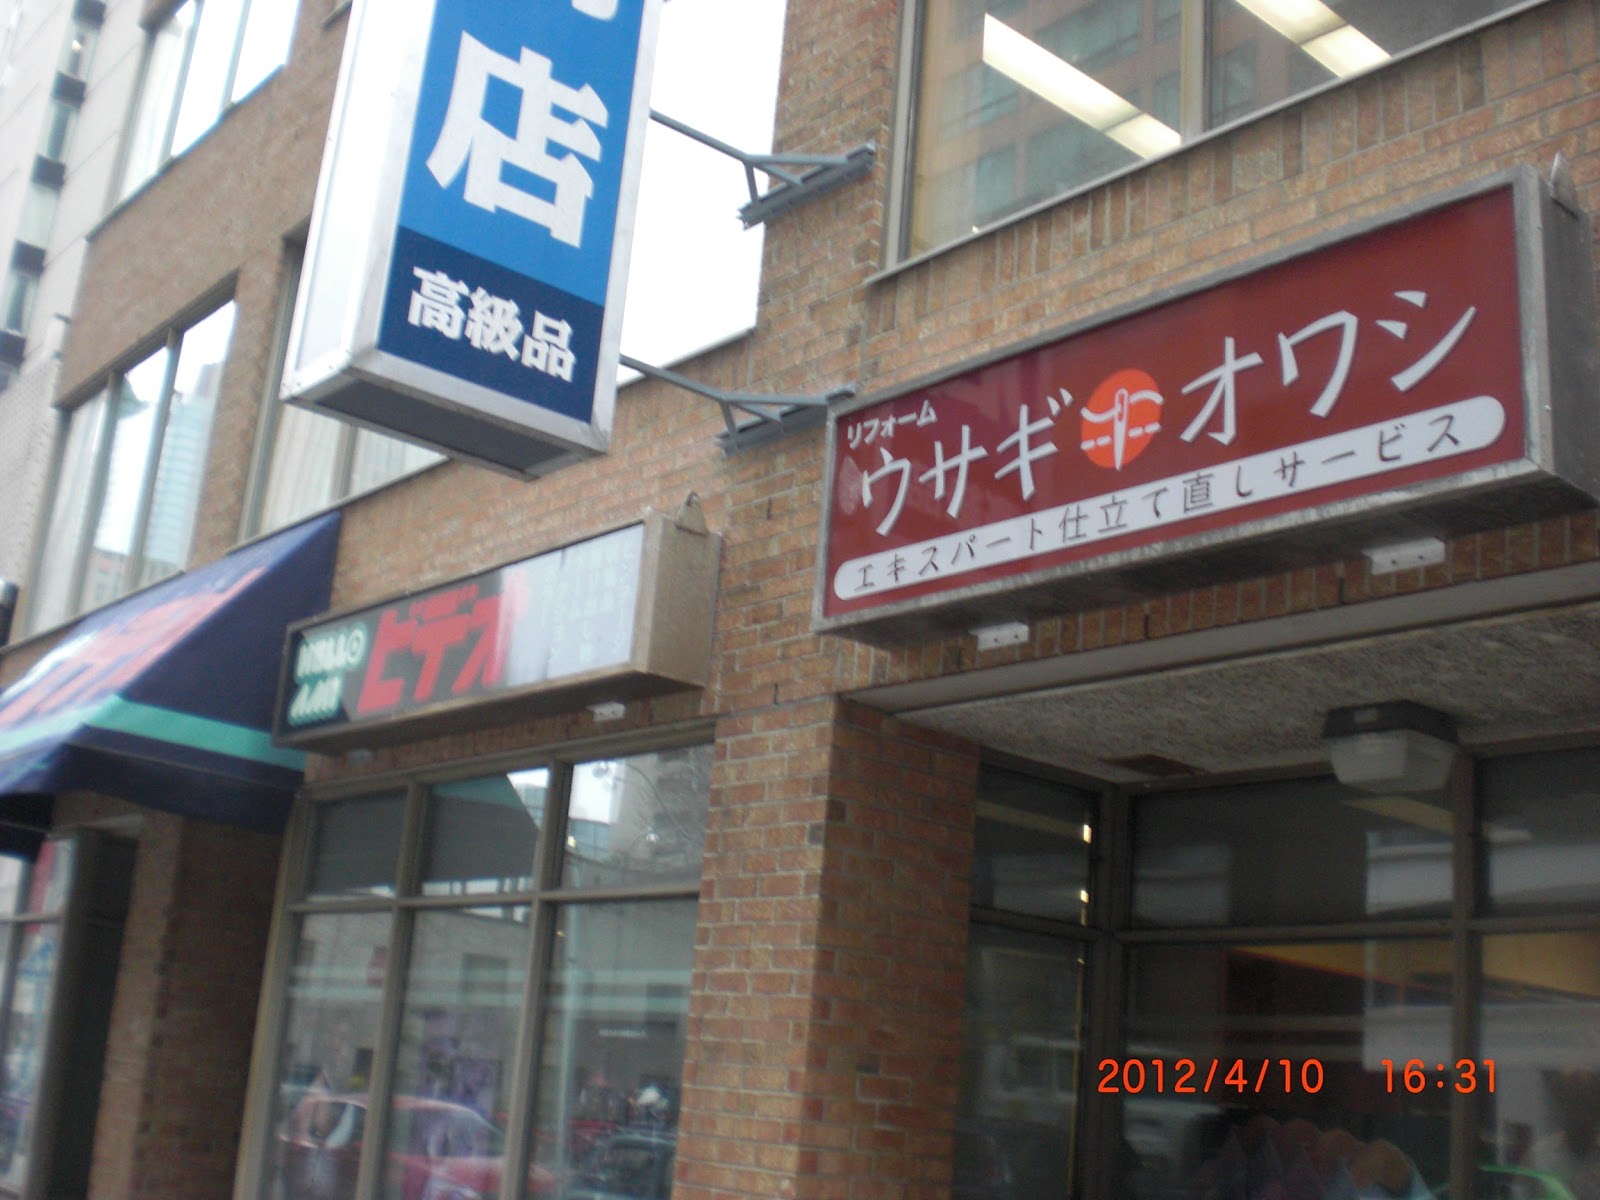 店
高級品
リフォーム
ウサギ オワシ
エキスパート仕立て直しサービス
HELLO
ビデオ
2012/4/10 16:31